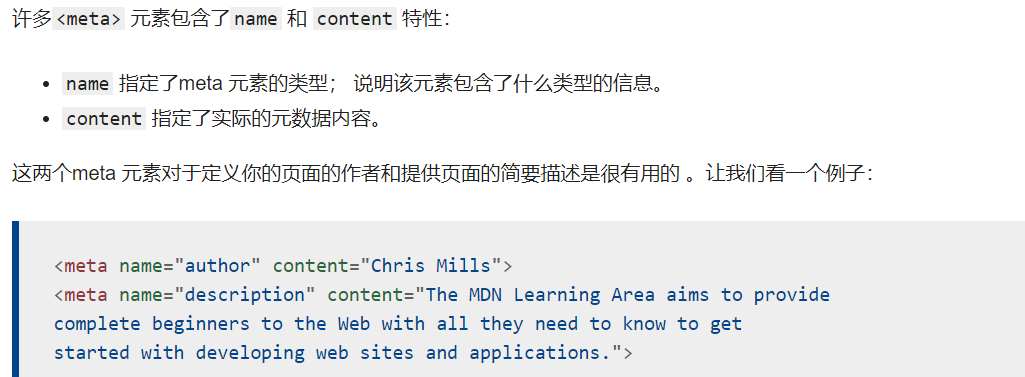 许多<meta> 元素包含了name 和 content 特性：
• name 指定了meta 元素的类型； 说明该元素包含了什么类型的信息。
• content 指定了实际的元数据内容。
这两个meta 元素对于定义你的页面的作者和提供页面的简要描述是很有用的 。让我们看一个例子：
<meta name="author" content="Chris Mills">
<meta name="description" content="The MDN Learning Area aims to provide
complete beginners to the Web with all they need to know to get
started with developing web sites and applications.">